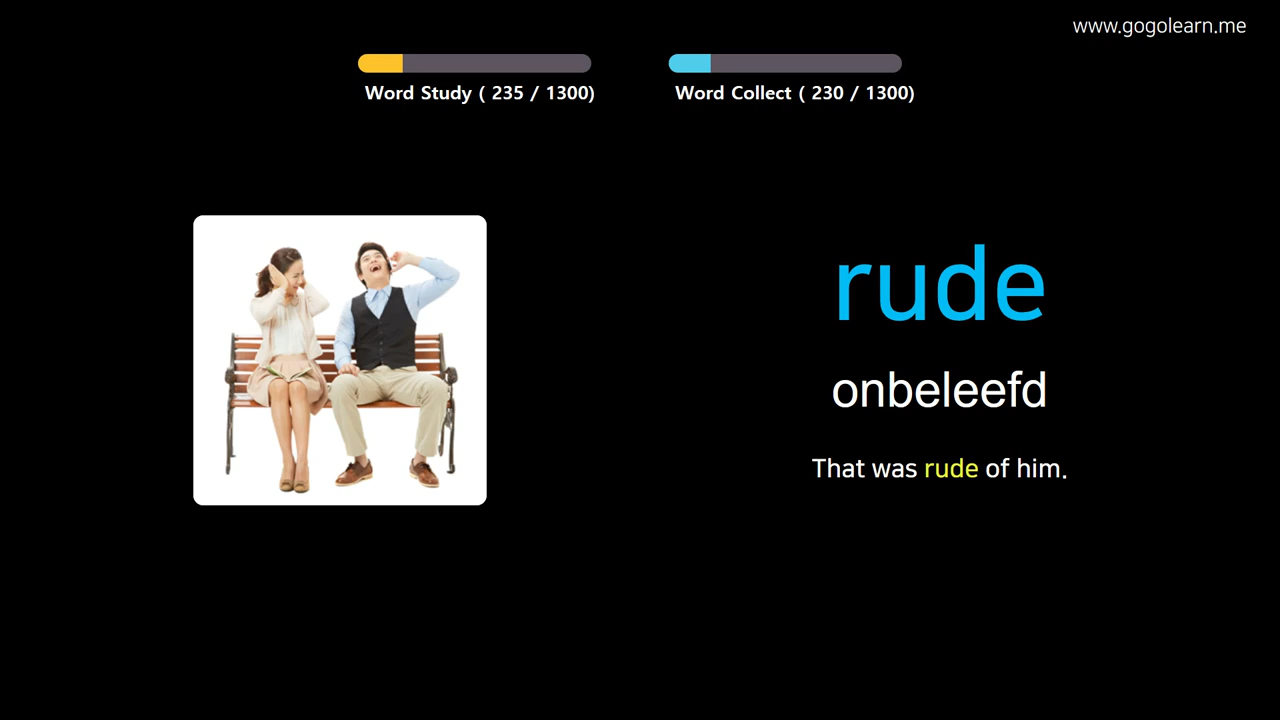 www.gogolearn.me
Word Study ( 235 / 1300)
Word Collect ( 230 / 1300)
rude
onbeleefd
That was rude of him.